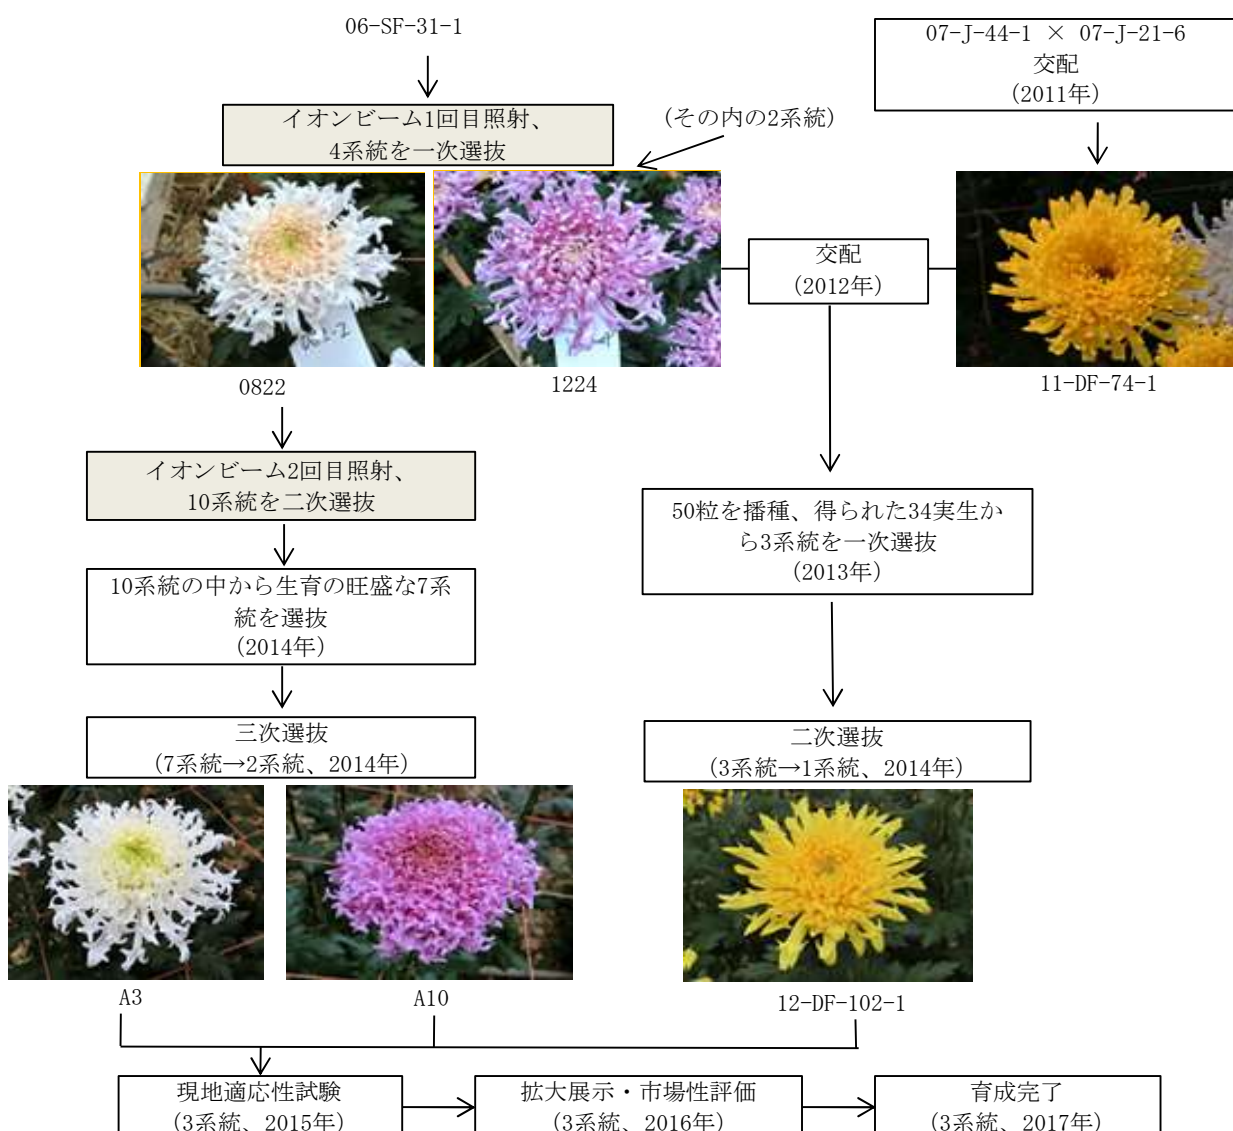 06-SF-31-1
07-J-44-1 × 07-J-21-6
交配
(2011年)
イオンビーム1回目照射、
4系統を一次選抜
(その内の2系統)
交配
(2012年)
0822
1224
11-DF-74-1
イオンビーム2回目照射、
10系統を二次選抜
50粒を播種、得られた34実生か
ら3系統を一次選抜
(2013年)
10系統の中から生育の旺盛な7系
統を選抜
(2014年)
三次選抜
(7系統→2系統、2014年)
二次選抜
(3系統→1系統、2014年)
A3
A10
12-DF-102-1
現地適応性試験
(3系統、2015年)
拡大展示・市場性評価
(3系統、2016年)
育成完了
(3系統、2017年)